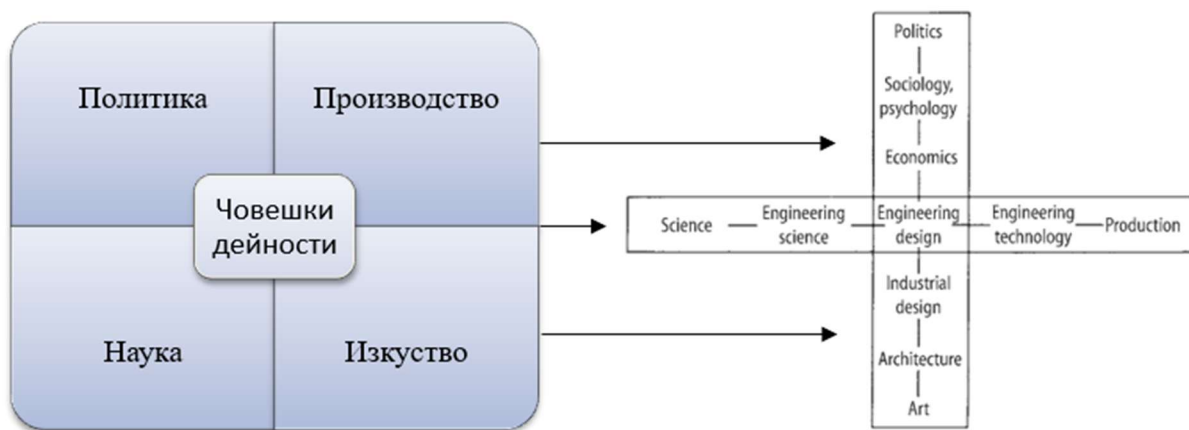 Политика
Производство
Човешки
дейности
Наука
Изкуство
Politics
Sociology,
psychology
Economics
Science
Engineering
science
Engineering
design
Engineering
technology
Production
Industrial
design
Architecture
Art